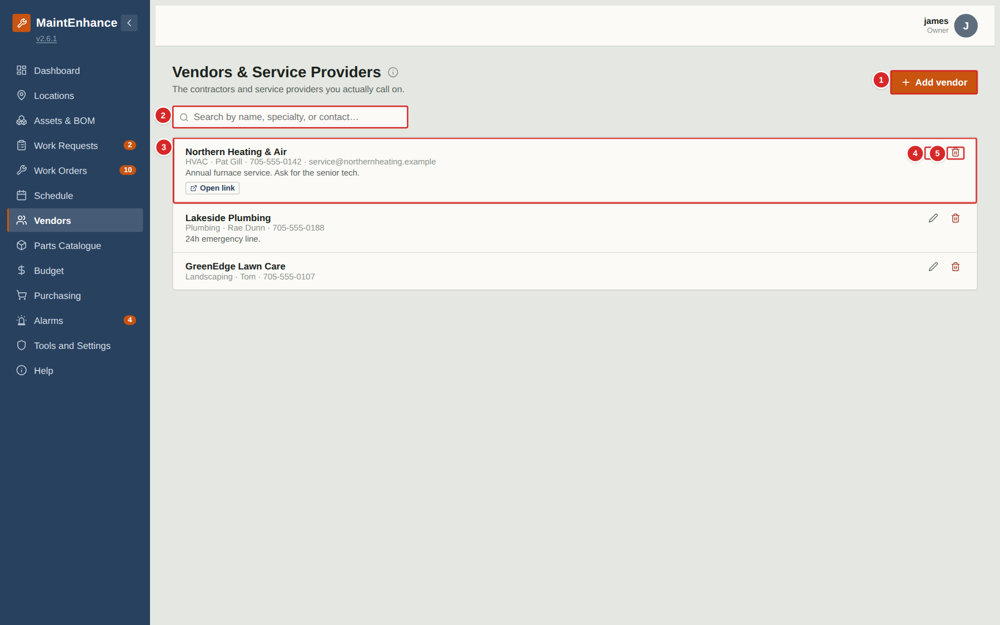 MaintEnhance
v2.6.1
Dashboard
Locations
Assets & BOM
Work Requests 2
Work Orders 10
Schedule
Vendors
Parts Catalogue
Budget
Purchasing
Alarms 4
Tools and Settings
Help
james
Owner
J
Vendors & Service Providers
The contractors and service providers you actually call on.
1 Add vendor
2 Search by name, specialty, or contact…
3
Northern Heating & Air
4 5
HVAC · Pat Gill · 705-555-0142 · service@northernheating.example
Annual furnace service. Ask for the senior tech.
Open link
Lakeside Plumbing
Plumbing · Rae Dunn · 705-555-0188
24h emergency line.
GreenEdge Lawn Care
Landscaping · Tom · 705-555-0107